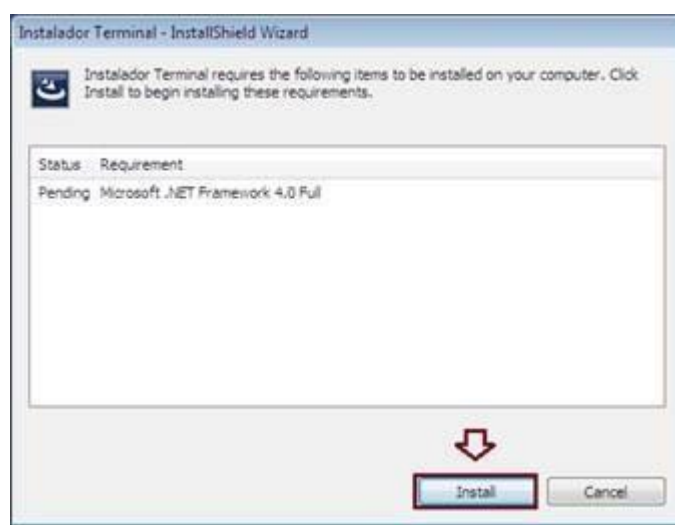 Instalador Terminal - InstallShield Wizard
Instalador Terminal requires the following items to be installed on your computer. Click
Install to begin installing these requirements.
Status Requirement
Pending Microsoft .NET Framework 4.0 Full
Install Cancel